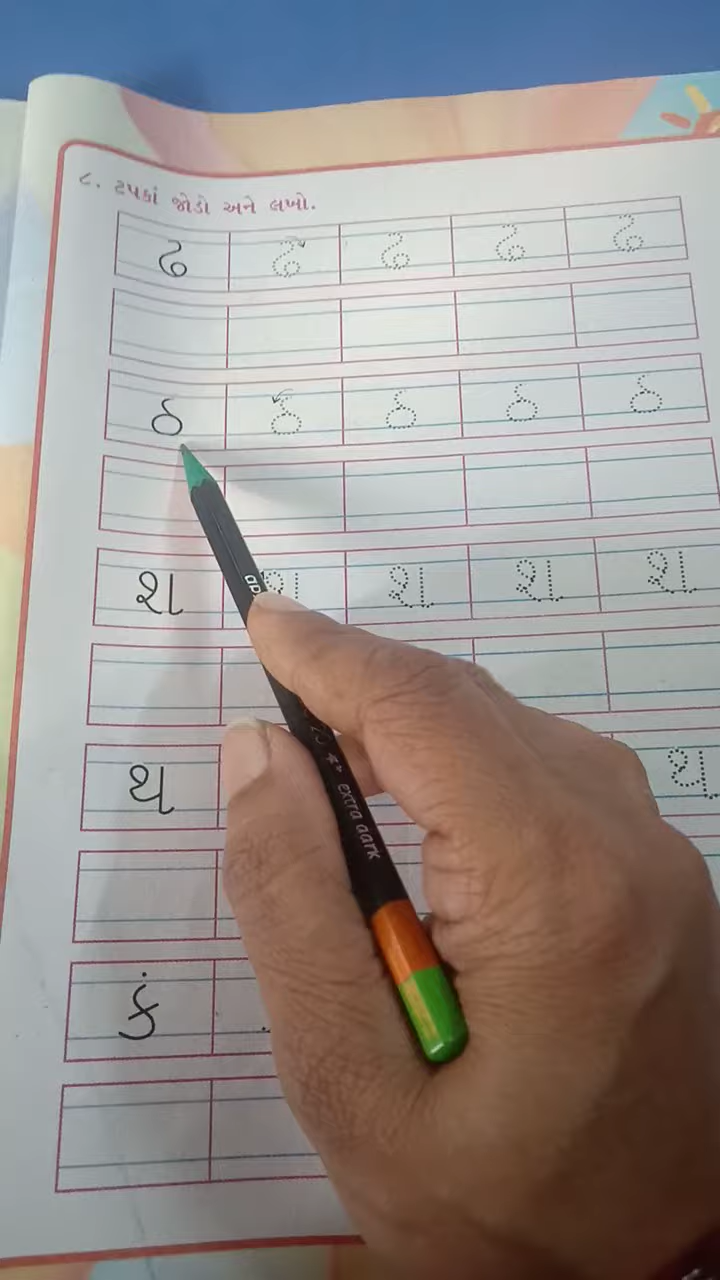 ૮. ટપકાં જોડો અને લખો.
ઢ ઢ ઢ ઢ ઢ
ઠ ઠ ઠ ઠ ઠ
શ શ શ શ શ
થ થ
કં
extra dark